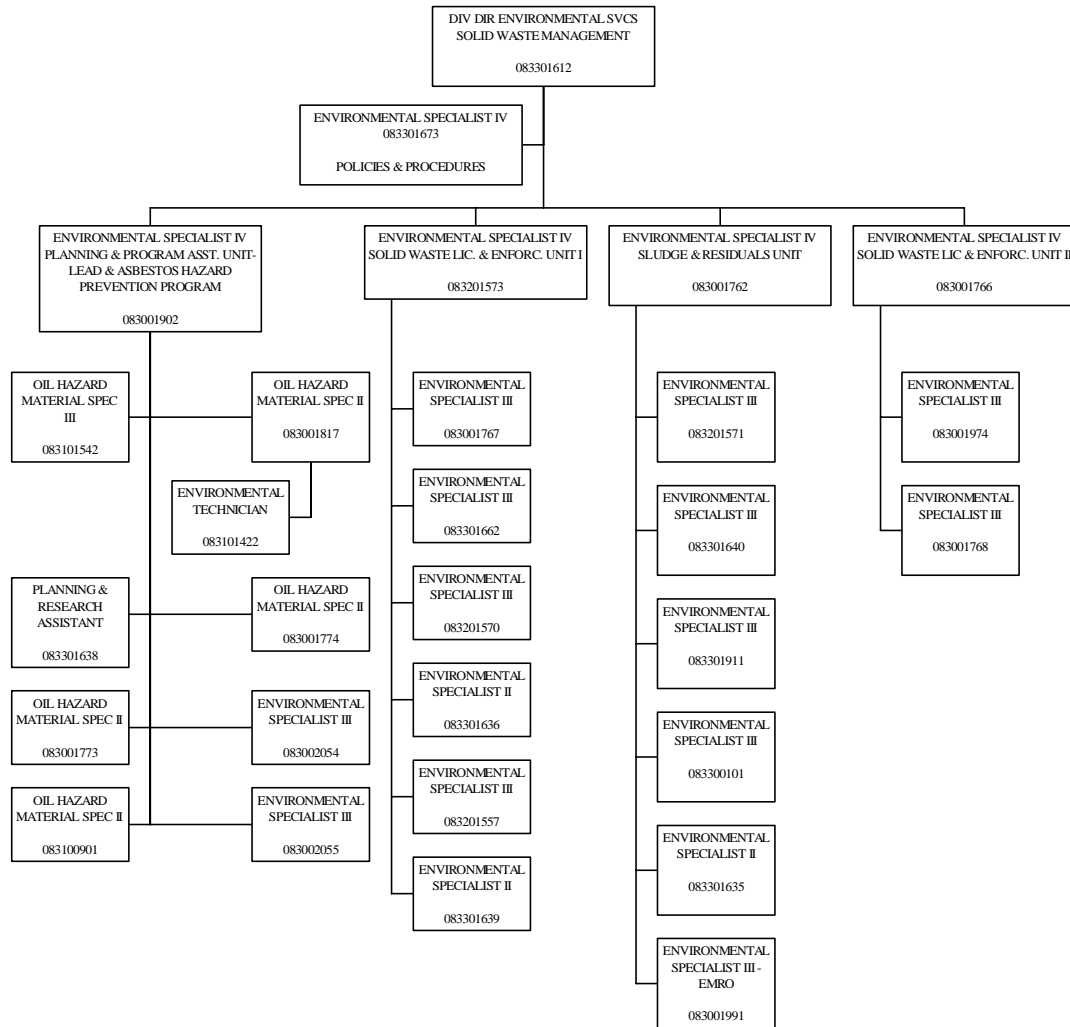 DIV DIR ENVIRONMENTAL SVCS
SOLID WASTE MANAGEMENT
083301612
ENVIRONMENTAL SPECIALIST IV
083301673
POLICIES & PROCEDURES
ENVIRONMENTAL SPECIALIST IV
PLANNING & PROGRAM ASST. UNIT-
LEAD & ASBESTOS HAZARD
PREVENTION PROGRAM
083001902
ENVIRONMENTAL SPECIALIST IV
SOLID WASTE LIC. & ENFORC. UNIT I
083201573
ENVIRONMENTAL SPECIALIST IV
SLUDGE & RESIDUALS UNIT
083001762
ENVIRONMENTAL SPECIALIST IV
SOLID WASTE LIC & ENFORC. UNIT II
083001766
OIL HAZARD
MATERIAL SPEC
III
083101542
OIL HAZARD
MATERIAL SPEC II
083001817
ENVIRONMENTAL
TECHNICIAN
083101422
PLANNING &
RESEARCH
ASSISTANT
083301638
OIL HAZARD
MATERIAL SPEC II
083001774
OIL HAZARD
MATERIAL SPEC II
083001773
ENVIRONMENTAL
SPECIALIST III
083002054
OIL HAZARD
MATERIAL SPEC II
083100901
ENVIRONMENTAL
SPECIALIST III
083002055
ENVIRONMENTAL
SPECIALIST III
083001767
ENVIRONMENTAL
SPECIALIST III
083301662
ENVIRONMENTAL
SPECIALIST III
083201570
ENVIRONMENTAL
SPECIALIST II
083301636
ENVIRONMENTAL
SPECIALIST III
083201557
ENVIRONMENTAL
SPECIALIST II
083301639
ENVIRONMENTAL
SPECIALIST III
083201571
ENVIRONMENTAL
SPECIALIST III
083301640
ENVIRONMENTAL
SPECIALIST III
083301911
ENVIRONMENTAL
SPECIALIST III
083300101
ENVIRONMENTAL
SPECIALIST II
083301635
ENVIRONMENTAL
SPECIALIST III -
EMRO
083001991
ENVIRONMENTAL
SPECIALIST III
083001974
ENVIRONMENTAL
SPECIALIST III
083001768